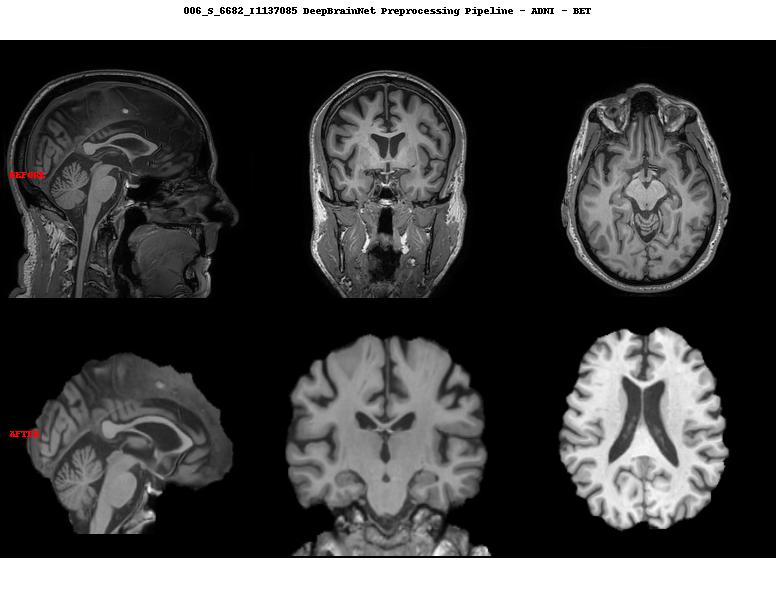 006_S_6682_I1137085 DeepBrainNet Preprocessing Pipeline - ADNI - BET
BEFORE
AFTER